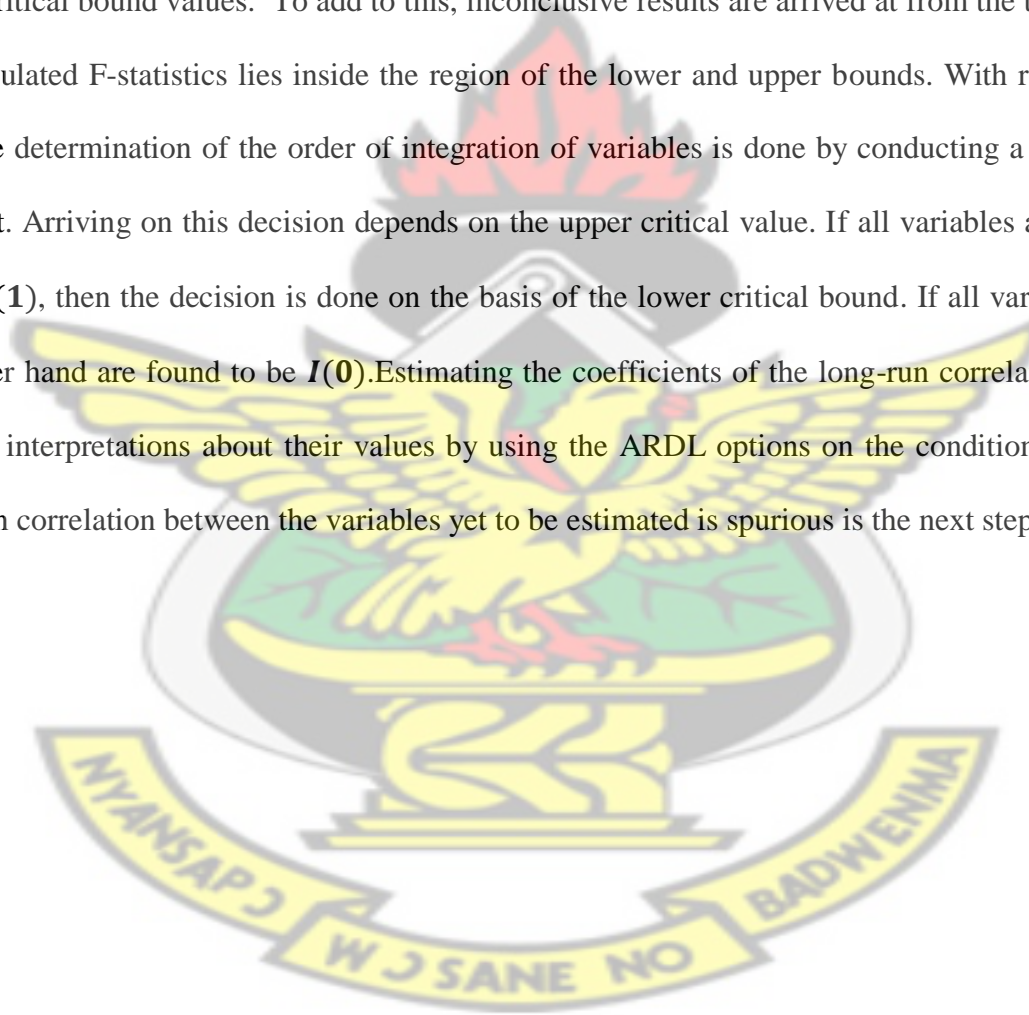 critical bound values. To add to this, inconclusive results are arrived at from the
ulated F-statistics lies inside the region of the lower and upper bounds. With
determination of the order of integration of variables is done by conducting a
. Arriving on this decision depends on the upper critical value. If all variables
(1), then the decision is done on the basis of the lower critical bound. If all var
er hand are found to be I(0).Estimating the coefficients of the long-run correla
interpretations about their values by using the ARDL options on the condition
correlation between the variables yet to be estimated is spurious is the next step
NYANSAPƆ
WƆSANE NO
BADWENMA